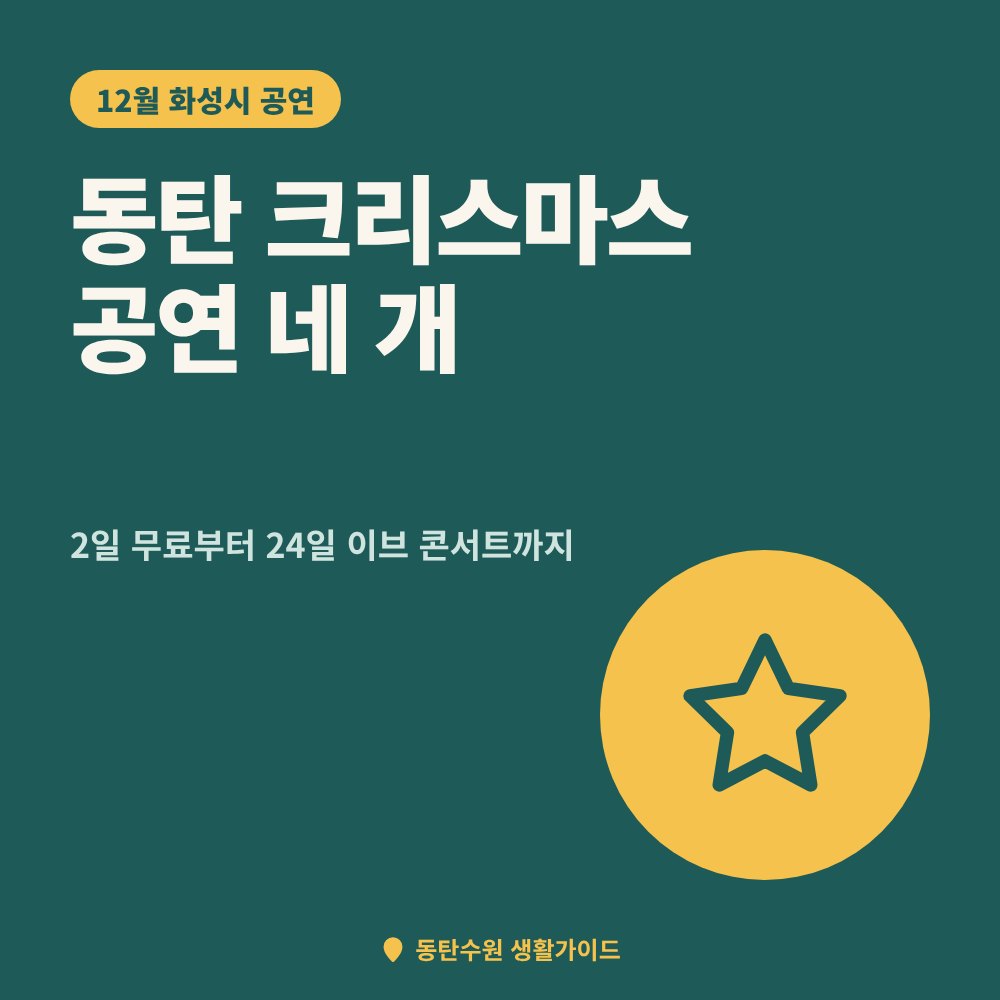 12월 화성시 공연
동탄 크리스마스
공연 네 개
2일 무료부터 24일 이브 콘서트까지
동탄수원 생활가이드